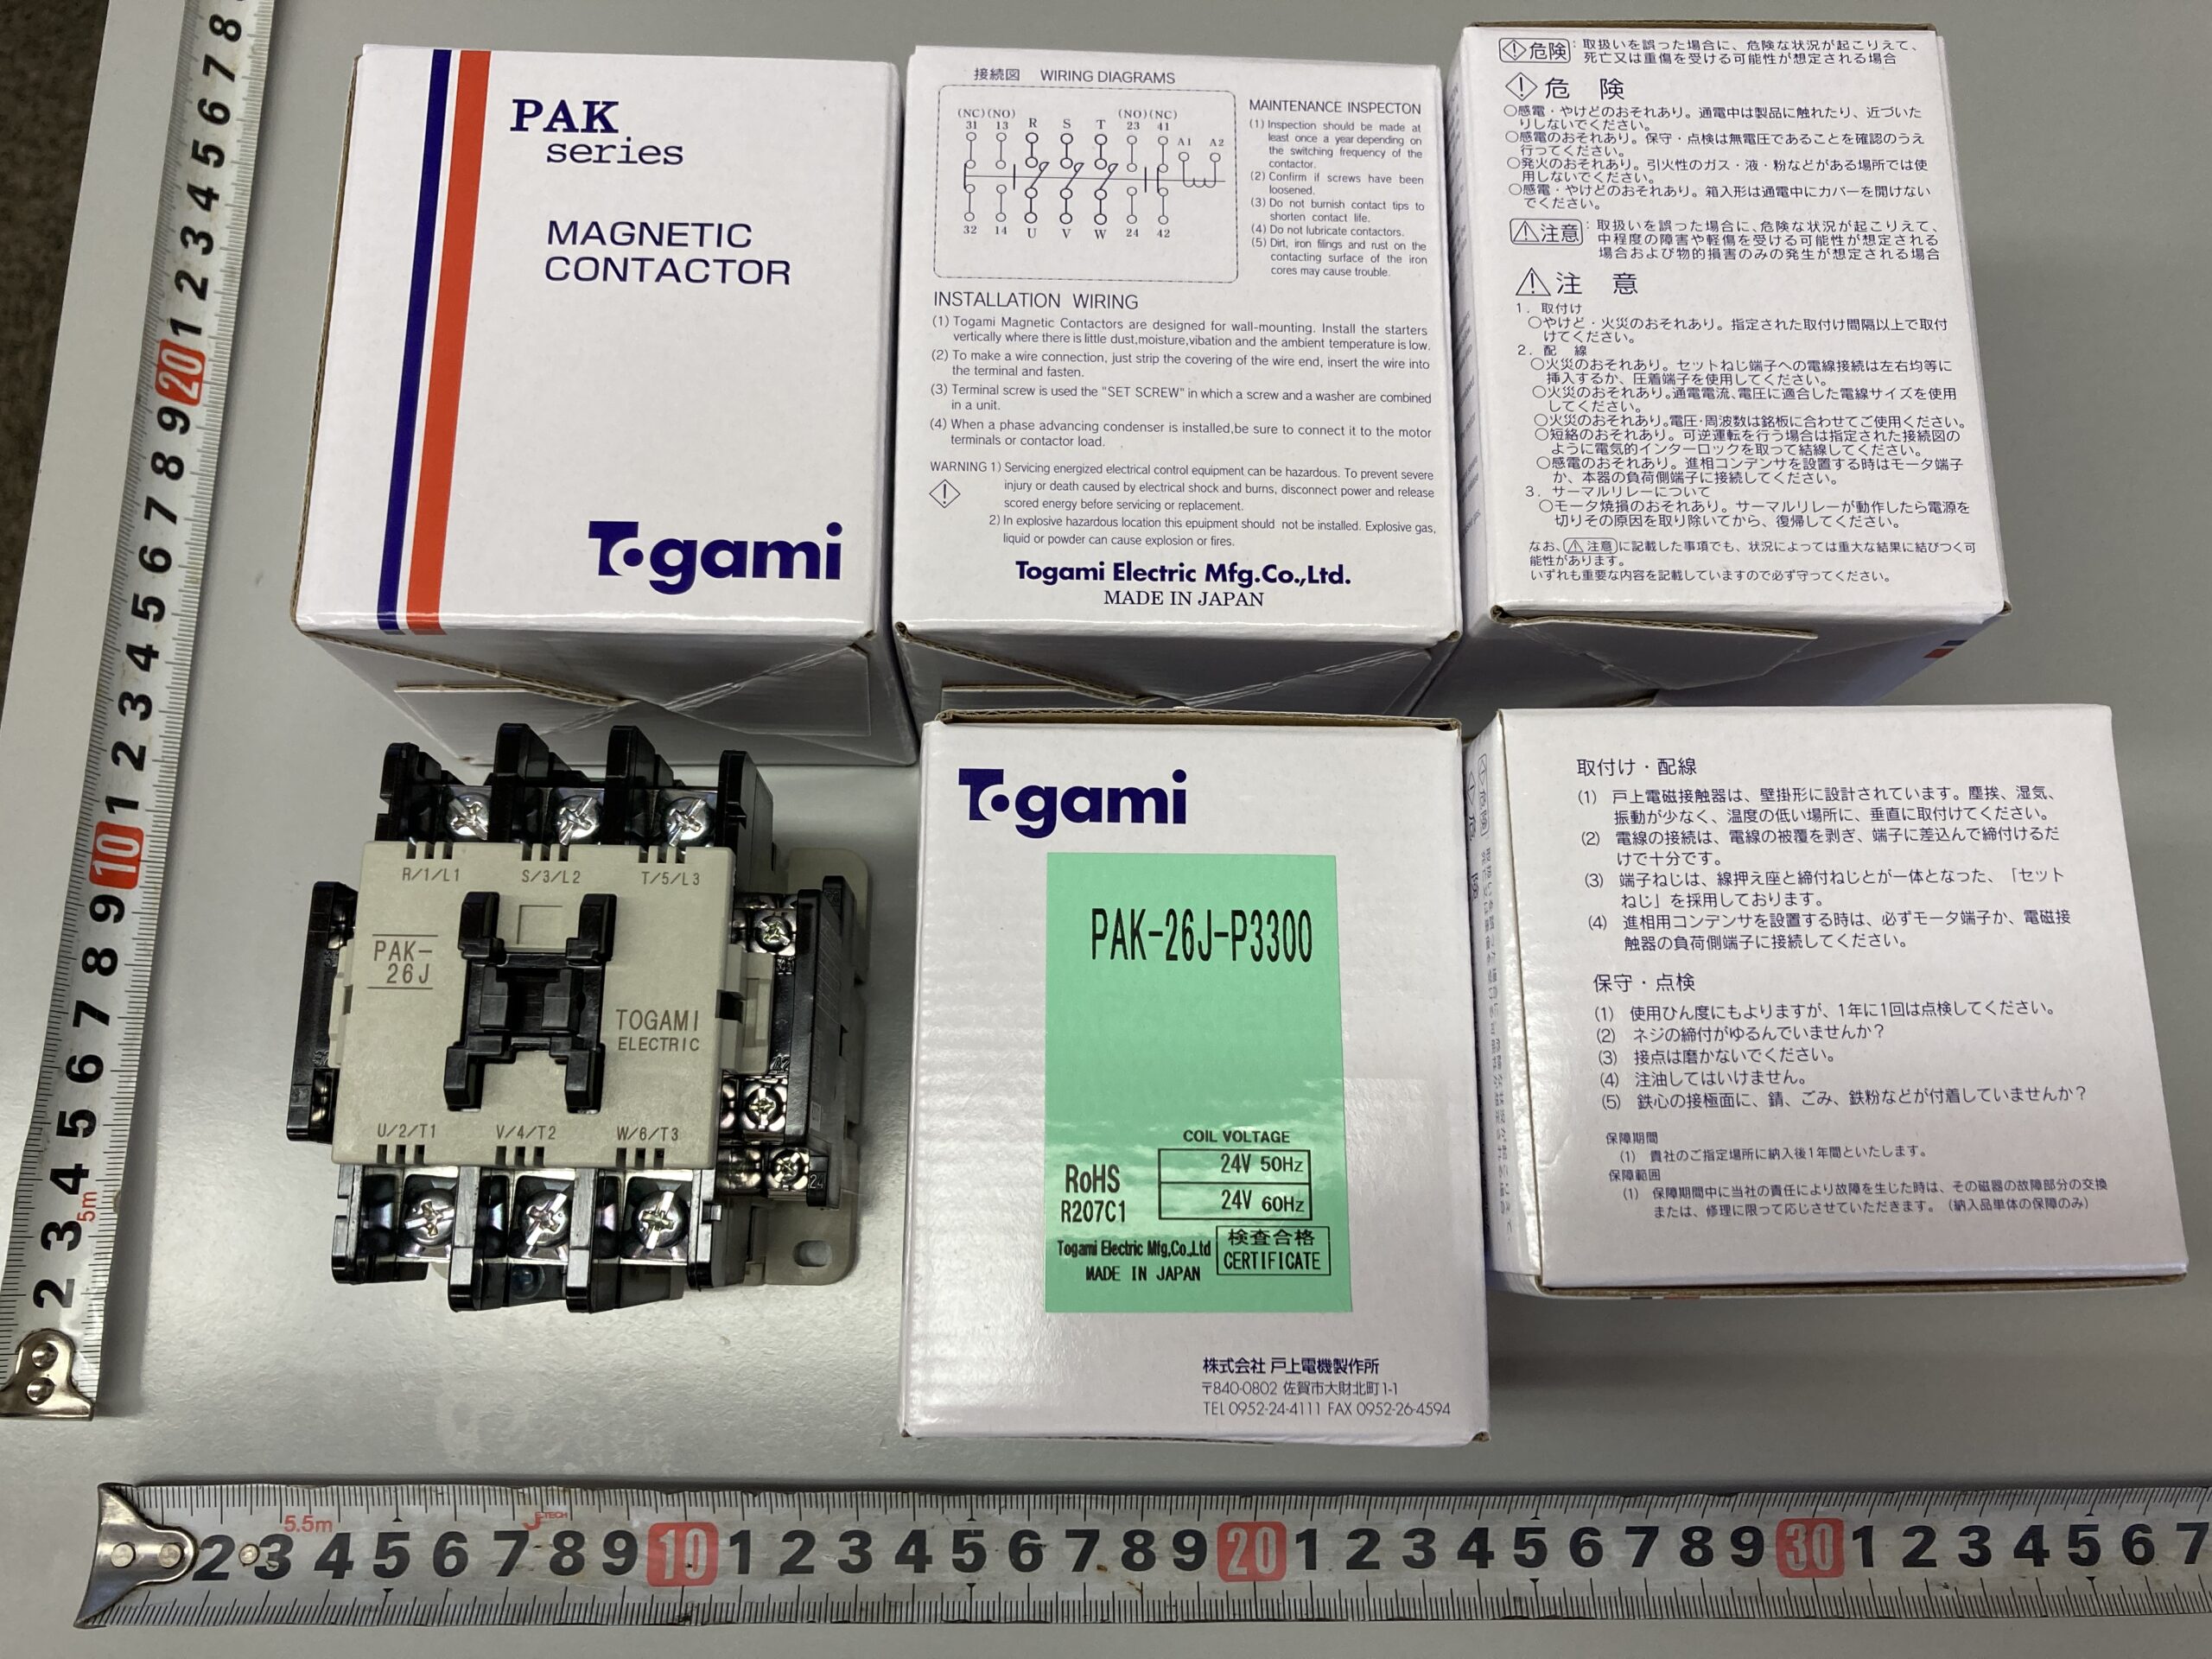 PAK
series
MAGNETIC
CONTACTOR
Togami
接続図 WIRING DIAGRAMS
(NC)(NO) (NO)(NC)
31 13 R S T 23 41 A1 A2
32 14 U V W 24 42
MAINTENANCE INSPECTON
(1) Inspection should be made at
least once a year depending on
the switching frequency of the
contactor.
(2) Confirm if screws have been
loosened.
(3) Do not burnish contact tips to
shorten contact life.
(4) Do not lubricate contactors.
(5) Dirt, iron filings and rust on the
contacting surface of the iron
cores may cause trouble.
INSTALLATION WIRING
(1) Togami Magnetic Contactors are designed for wall-mounting. Install the starters
vertically where there is little dust,moisture,vibation and the ambient temperature is low.
(2) To make a wire connection, just strip the covering of the wire end, insert the wire into
the terminal and fasten.
(3) Terminal screw is used the "SET SCREW" in which a screw and a washer are combined
in a unit.
(4) When a phase advancing condenser is installed,be sure to connect it to the motor
terminals or contactor load.
WARNING 1) Servicing energized electrical control equipment can be hazardous. To prevent severe
injury or death caused by electrical shock and burns, disconnect power and release
scored energy before servicing or replacement.
2) In explosive hazardous location this epuipment should not be installed. Explosive gas,
liquid or powder can cause explosion or fires.
Togami Electric Mfg.Co.,Ltd.
MADE IN JAPAN
危険 : 取扱いを誤った場合に、危険な状況が起こりえて、
死亡又は重傷を受ける可能性が想定される場合
危 険
○感電・やけどのおそれあり。通電中は製品に触れたり、近づいた
りしないでください。
○感電のおそれあり。保守・点検は無電圧であることを確認のうえ
行ってください。
○発火のおそれあり。引火性のガス・液・粉などがある場所では使
用しないでください。
○感電・やけどのおそれあり。箱入形は通電中にカバーを開けない
でください。
注意 : 取扱いを誤った場合に、危険な状況が起こりえて、
中程度の障害や軽傷を受ける可能性が想定される
場合および物的損害のみの発生が想定される場合
注 意
1. 取付け
○やけど・火災のおそれあり。指定された取付け間隔以上で取付
けてください。
2. 配 線
○火災のおそれあり。セットねじ端子への電線接続は左右均等に
挿入するか、圧着端子を使用してください。
○火災のおそれあり。通電電流、電圧に適合した電線サイズを使用
してください。
○火災のおそれあり。電圧・周波数は銘板に合わせてご使用ください。
○短絡のおそれあり。可逆運転を行う場合は指定された接続図の
ように電気的インターロックを取って結線してください。
○感電のおそれあり。進相コンデンサを設置する時はモータ端子
か、本器の負荷側端子に接続してください。
3. サーマルリレーについて
○モータ焼損のおそれあり。サーマルリレーが動作したら電源を
切りその原因を取り除いてから、復帰してください。
なお、注意に記載した事項でも、状況によっては重大な結果に結びつく可
能性があります。
いずれも重要な内容を記載していますので必ず守ってください。
R/1/L1 S/3/L2 T/5/L3
PAK-
26J
TOGAMI
ELECTRIC
U/2/T1 V/4/T2 W/6/T3
Togami
PAK-26J-P3300
COIL VOLTAGE
24V 50Hz
24V 60Hz
RoHS
R207C1
Togami Electric Mfg,Co.,Ltd
MADE IN JAPAN
検査合格
CERTIFICATE
株式会社 戸上電機製作所
〒840-0802 佐賀市大財北町1-1
TEL 0952-24-4111 FAX 0952-26-4594
取付け・配線
(1) 戸上電磁接触器は、壁掛形に設計されています。塵挨、湿気、
振動が少なく、温度の低い場所に、垂直に取付けてください。
(2) 電線の接続は、電線の被覆を剥ぎ、端子に差込んで締付けるだ
けで十分です。
(3) 端子ねじは、線押え座と締付ねじとが一体となった、「セット
ねじ」を採用しております。
(4) 進相用コンデンサを設置する時は、必ずモータ端子か、電磁接
触器の負荷側端子に接続してください。
保守・点検
(1) 使用ひん度にもよりますが、1年に1回は点検してください。
(2) ネジの締付がゆるんでいませんか？
(3) 接点は磨かないでください。
(4) 注油してはいけません。
(5) 鉄心の接極面に、錆、ごみ、鉄粉などが付着していませんか？
保障期間
(1) 貴社のご指定場所に納入後1年間といたします。
保障範囲
(1) 保障期間中に当社の責任により故障を生じた時は、その磁器の故障部分の交換
または、修理に限って応じさせていただきます。（納入品単体の保障のみ）
2 3 4 5 6 7 8 9 10 1 2 3 4 5 6 7 8 9 20 1 2 3 4 5 6 7 8
5m
5.5m
2 3 4 5 6 7 8 9 10 1 2 3 4 5 6 7 8 9 20 1 2 3 4 5 6 7 8 9 30 1 2 3 4 5 6 7